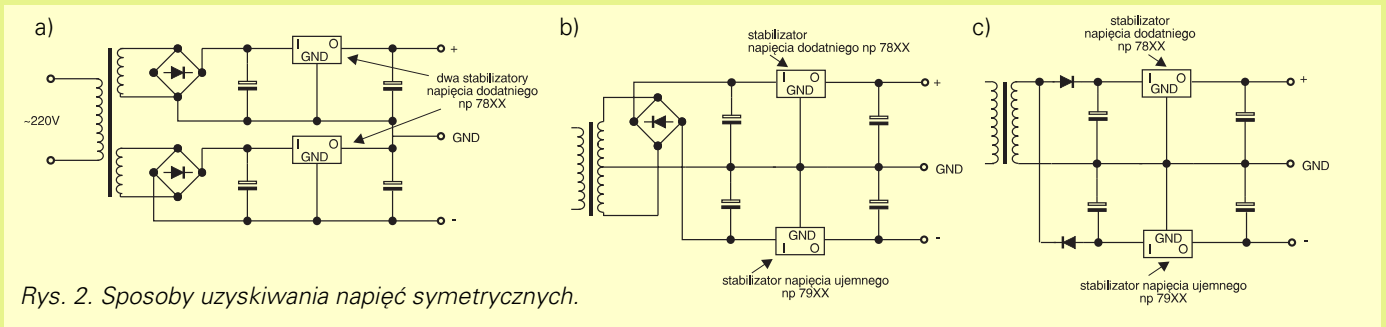 a)
~220V
I O
GND
+
dwa stabilizatory
napięcia dodatniego
np 78XX
GND
I O
GND
-
b)
stabilizator
napięcia dodatniego np 78XX
I O
GND
+
GND
GND
I O
-
stabilizator napięcia ujemnego
np 79XX
c)
stabilizator
napięcia dodatniego
np 78XX
I O
GND
+
GND
GND
I O
-
stabilizator napięcia ujemnego
np 79XX
Rys. 2. Sposoby uzyskiwania napięć symetrycznych.